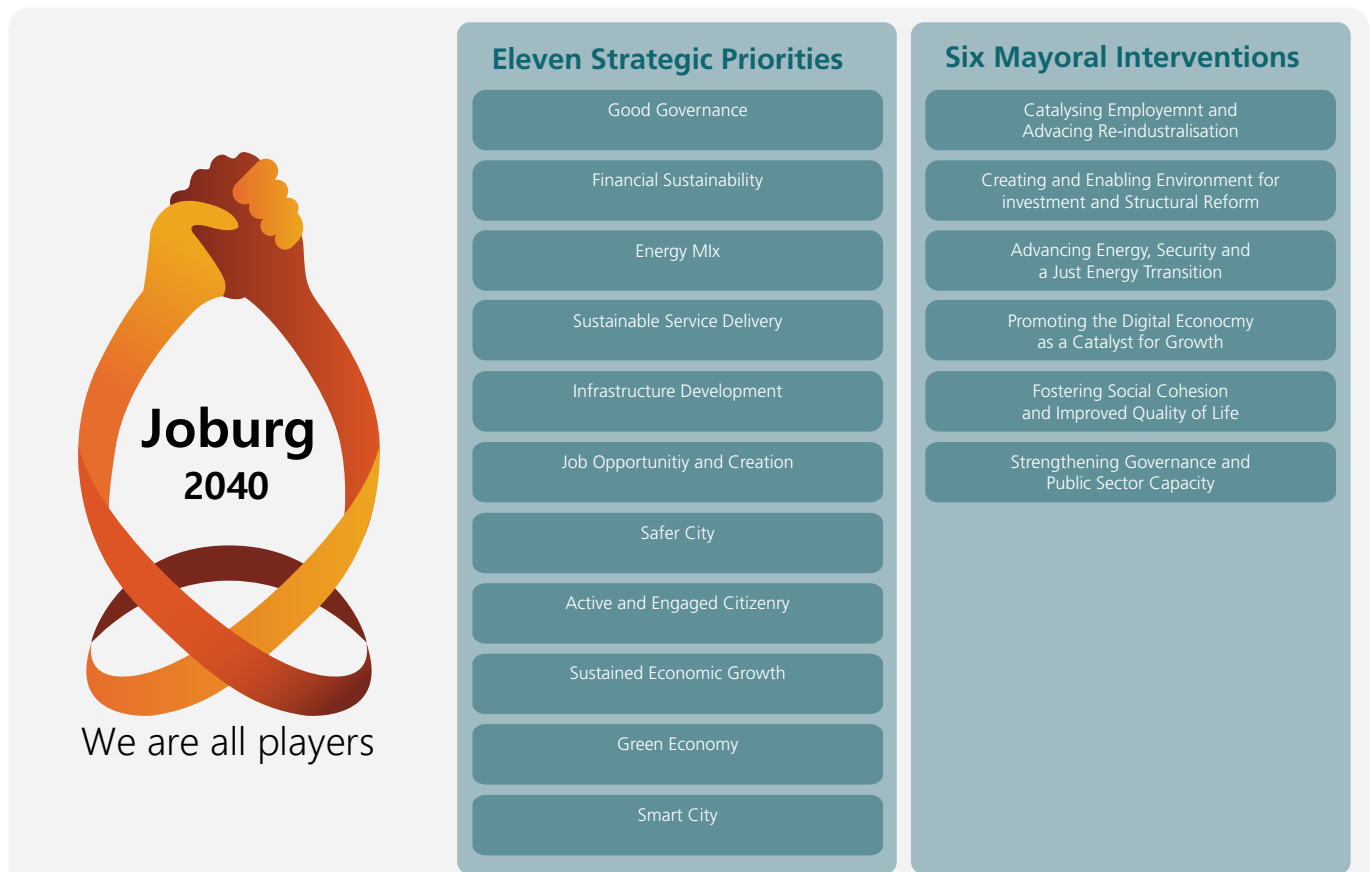 Joburg
2040
We are all players
Eleven Strategic Priorities
Good Governance
Financial Sustainability
Energy MIx
Sustainable Service Delivery
Infrastructure Development
Job Opportunitiy and Creation
Safer City
Active and Engaged Citizenry
Sustained Economic Growth
Green Economy
Smart City
Six Mayoral Interventions
Catalysing Employemnt and
Advacing Re-industralisation
Creating and Enabling Environment for
investment and Structural Reform
Advancing Energy, Security and
a Just Energy Trransition
Promoting the Digital Econocmy
as a Catalyst for Growth
Fostering Social Cohesion
and Improved Quality of Life
Strengthening Governance and
Public Sector Capacity